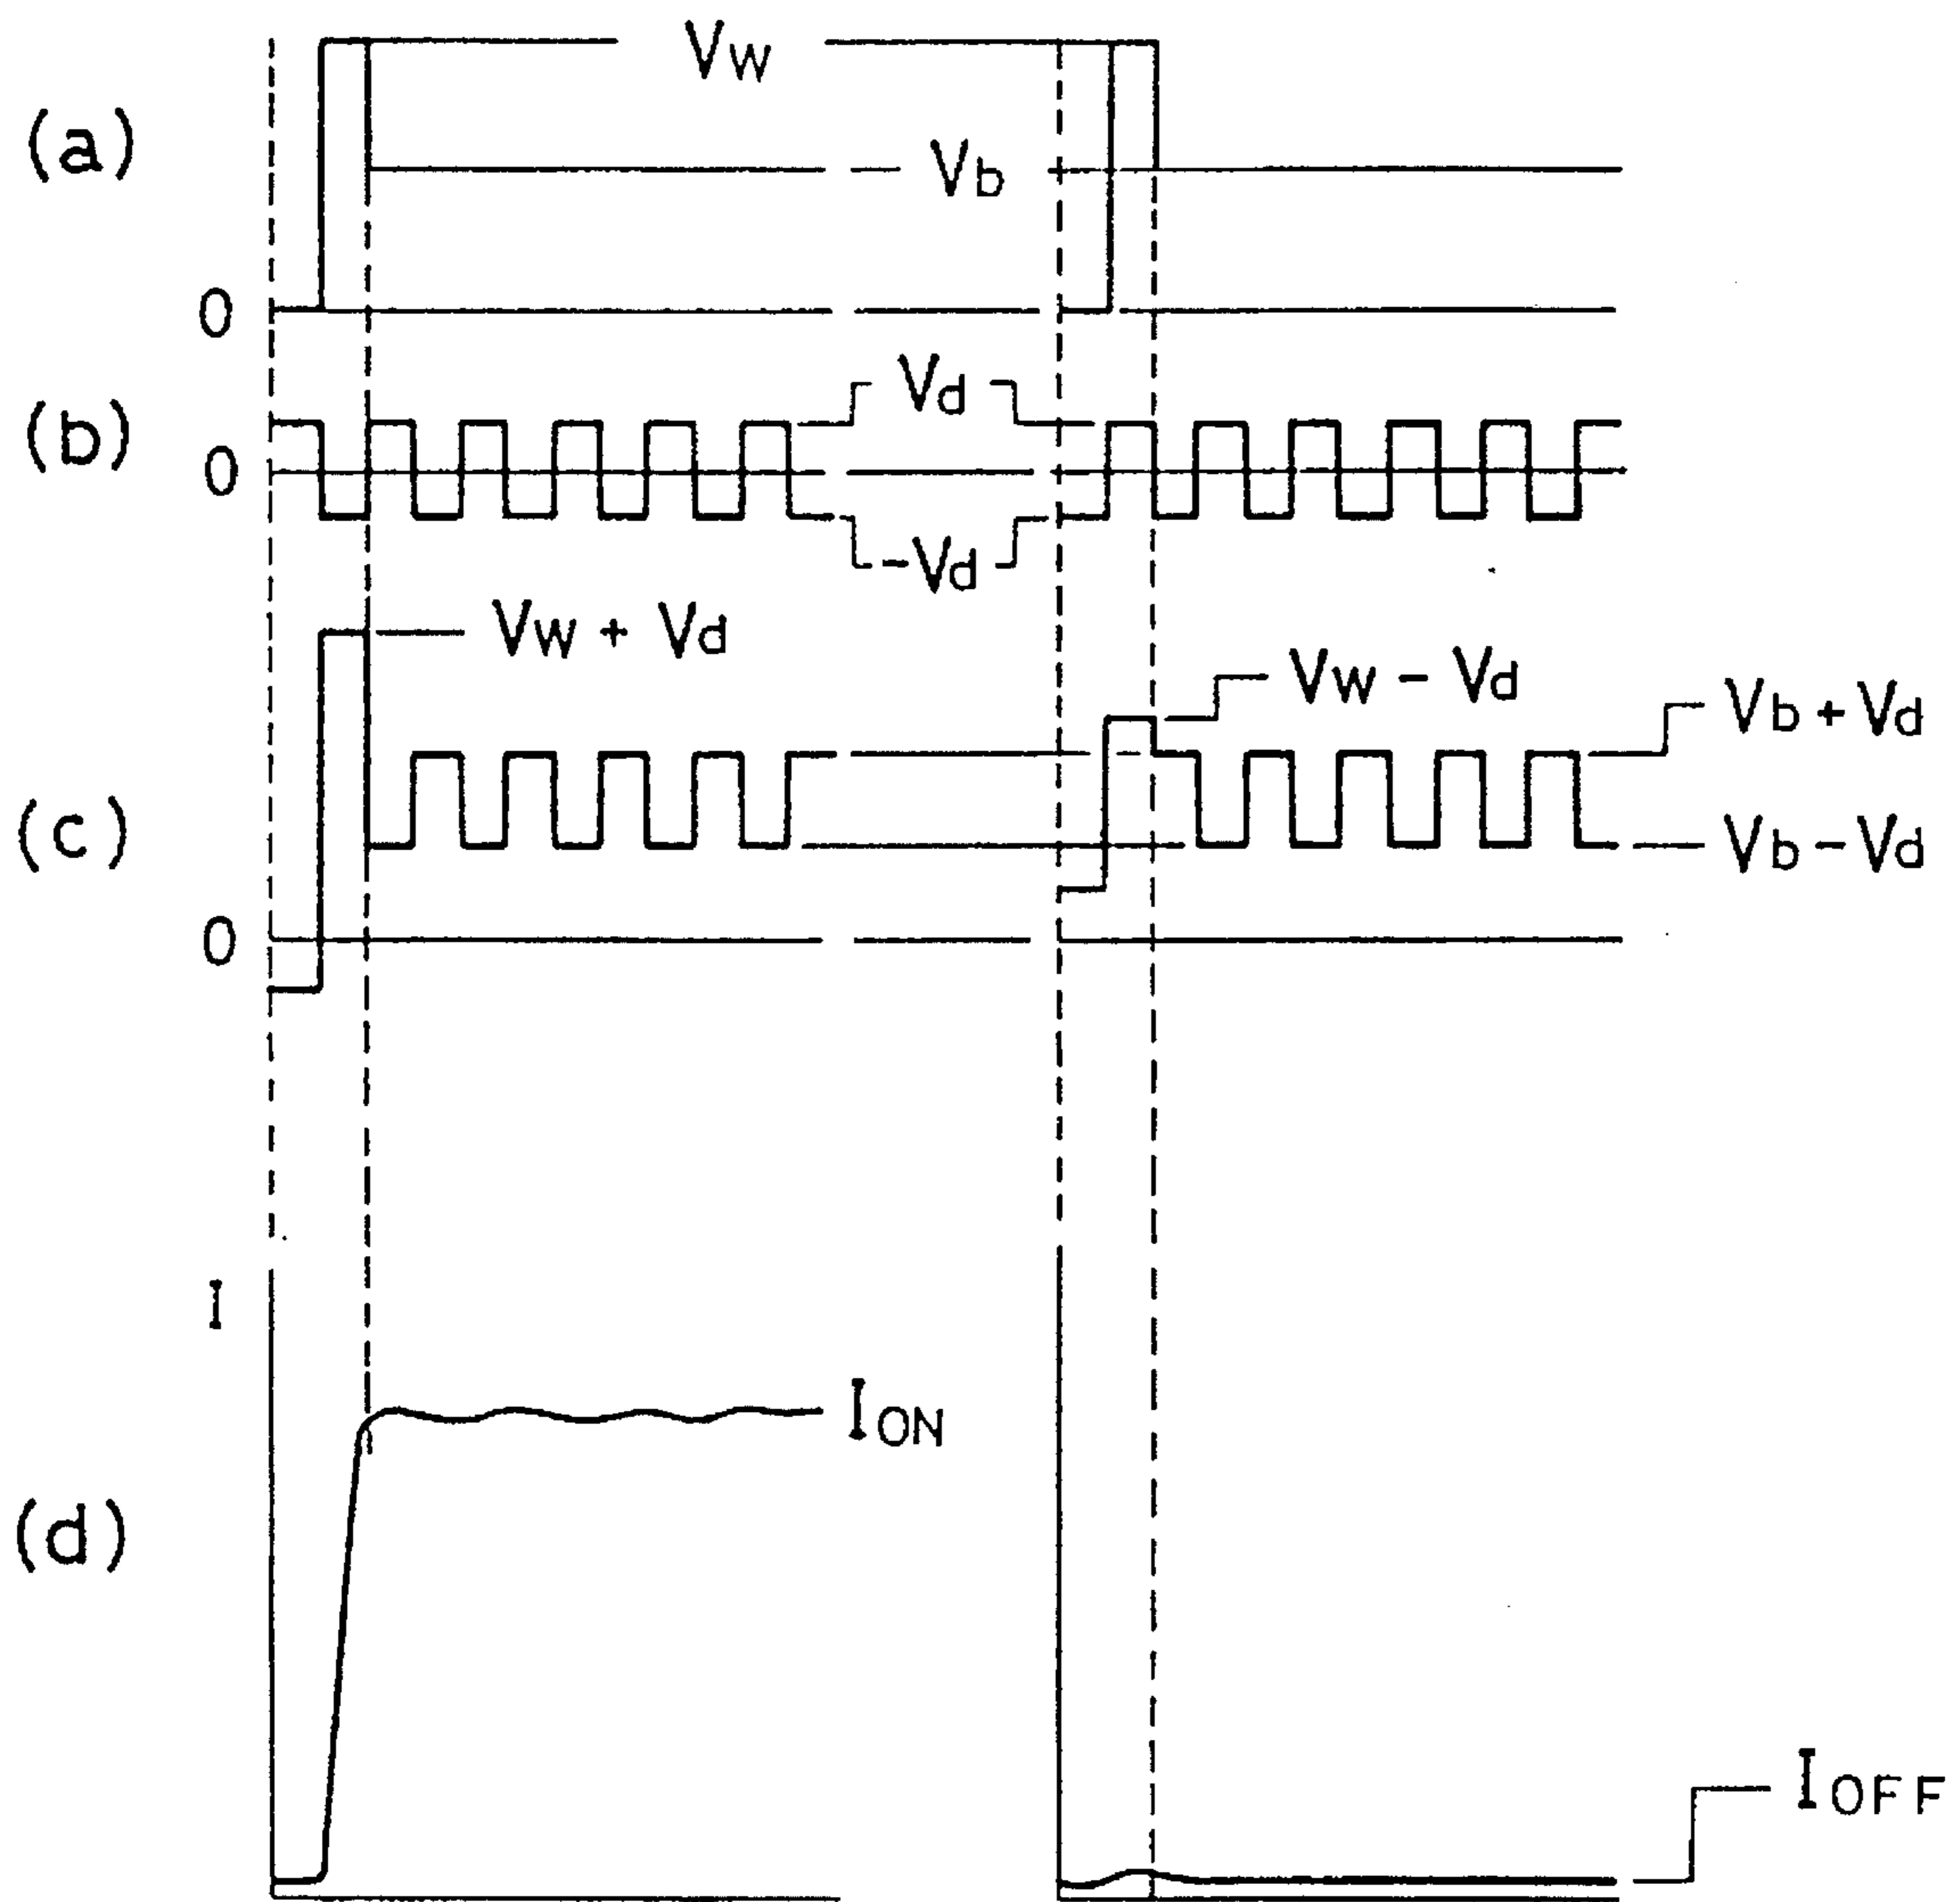 Vw
(a)
Vb
0
(b)
Vd
0
-Vd
Vw + Vd
Vw - Vd
Vb + Vd
(c)
Vb - Vd
0
I
ION
(d)
IOFF